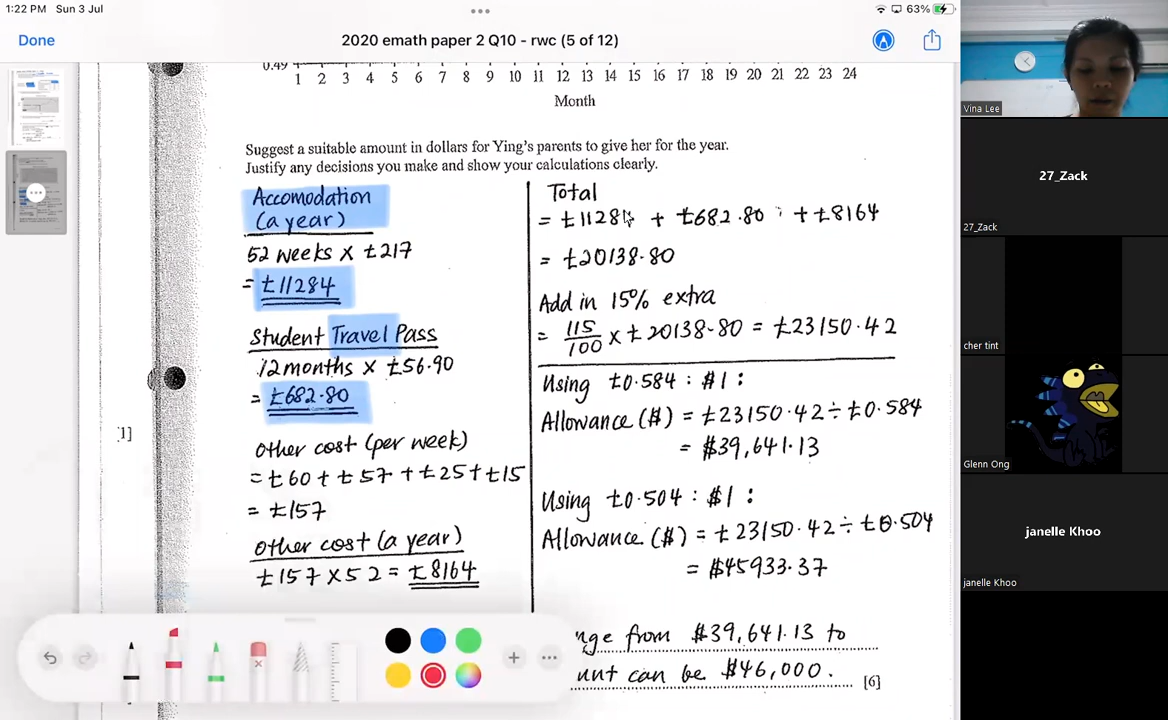 1:22 PM Sun 3 Jul
63%
Done
2020 emath paper 2 Q10 - rwc (5 of 12)
0.49
1 2 3 4 5 6 7 8 9 10 11 12 13 14 15 16 17 18 19 20 21 22 23 24
Month
Suggest a suitable amount in dollars for Ying's parents to give her for the year.
Justify any decisions you make and show your calculations clearly.
Accomodation
(a year)
52 weeks × £217
= £11284
Student Travel Pass
12 months × £56.90
= £682.80
Other cost (per week)
= £60 + £57 + £25 + £15
= £157
Other cost (a year)
£157 × 52 = £8164
1]
Total
= £11284 + £682.80 + £8164
= £20138.80
Add in 15% extra
= 115/100 × £20138.80 = £23150.42
Using £0.584 : $1 :
Allowance ($) = £23150.42 ÷ £0.584
= $39,641.13
Using £0.504 : $1 :
Allowance ($) = £23150.42 ÷ £0.504
= $45933.37
nge from $39,641.13 to
unt can be $46,000.
[6]
Vina Lee
27_Zack
27_Zack
cher tint
Glenn Ong
janelle Khoo
janelle Khoo